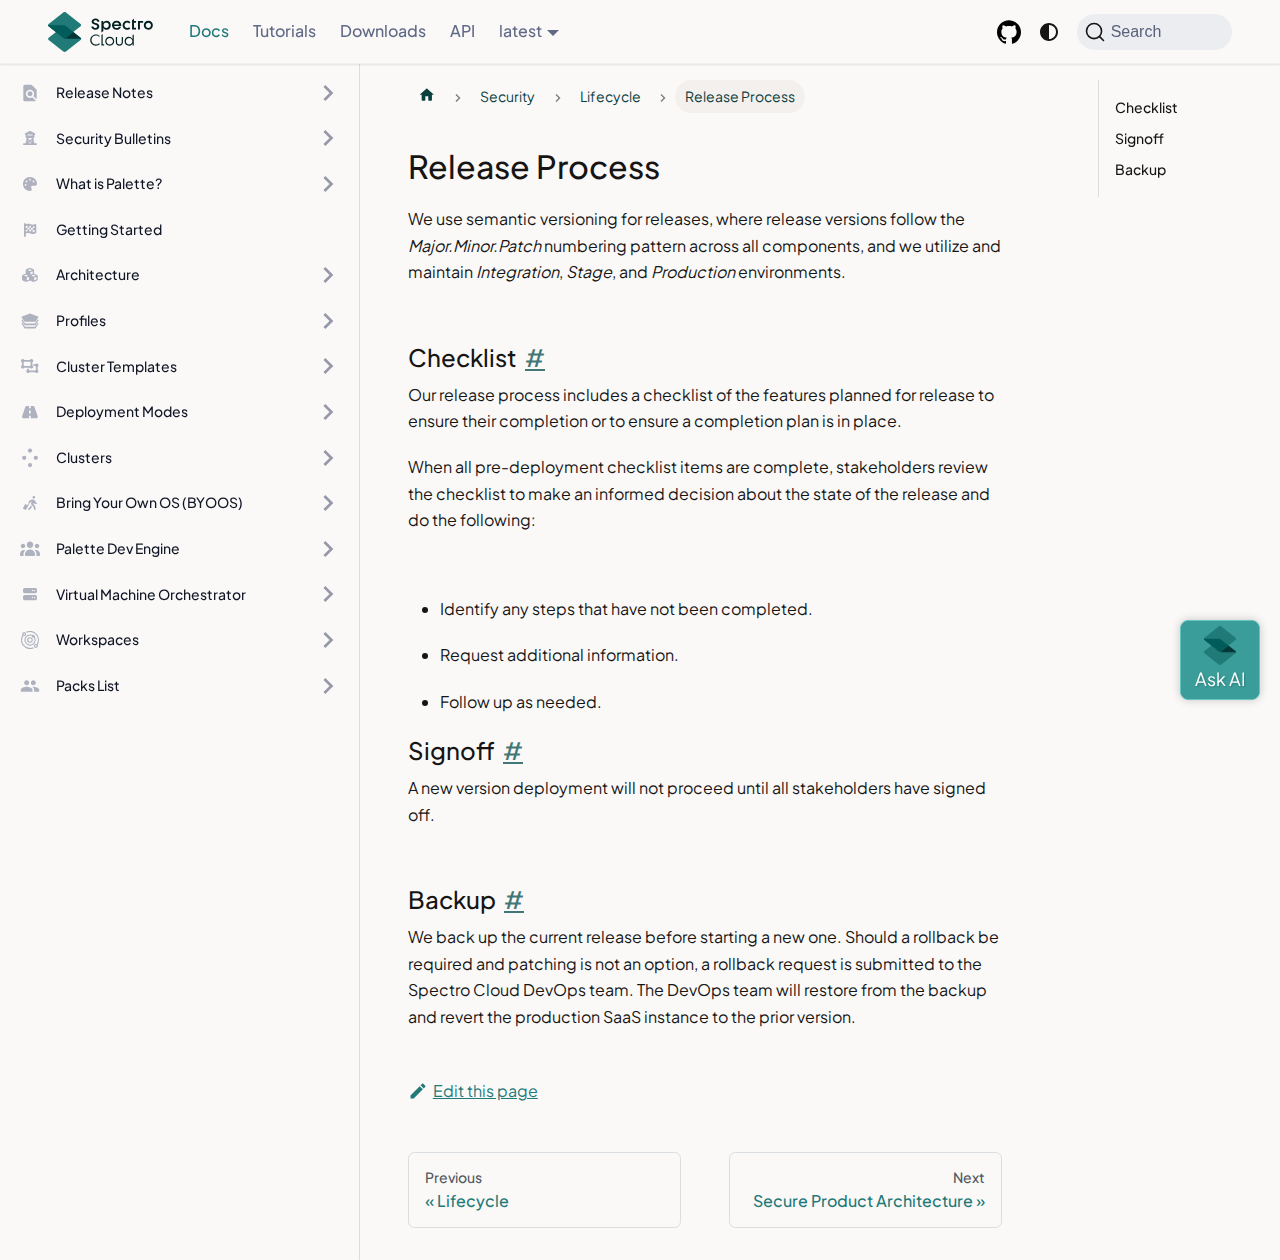 Spectro Cloud
Docs
Tutorials
Downloads
API
latest
Search
Release Notes
Security Bulletins
What is Palette?
Getting Started
Architecture
Profiles
Cluster Templates
Deployment Modes
Clusters
Bring Your Own OS (BYOOS)
Palette Dev Engine
Virtual Machine Orchestrator
Workspaces
Packs List
Security
Lifecycle
Release Process
Release Process
We use semantic versioning for releases, where release versions follow the
Major.Minor.Patch numbering pattern across all components, and we utilize and
maintain Integration, Stage, and Production environments.
Checklist #
Our release process includes a checklist of the features planned for release to
ensure their completion or to ensure a completion plan is in place.
When all pre-deployment checklist items are complete, stakeholders review
the checklist to make an informed decision about the state of the release and
do the following:
• Identify any steps that have not been completed.
• Request additional information.
• Follow up as needed.
Signoff #
A new version deployment will not proceed until all stakeholders have signed
off.
Backup #
We back up the current release before starting a new one. Should a rollback be
required and patching is not an option, a rollback request is submitted to the
Spectro Cloud DevOps team. The DevOps team will restore from the backup
and revert the production SaaS instance to the prior version.
Edit this page
Previous
« Lifecycle
Next
Secure Product Architecture »
Checklist
Signoff
Backup
Ask AI